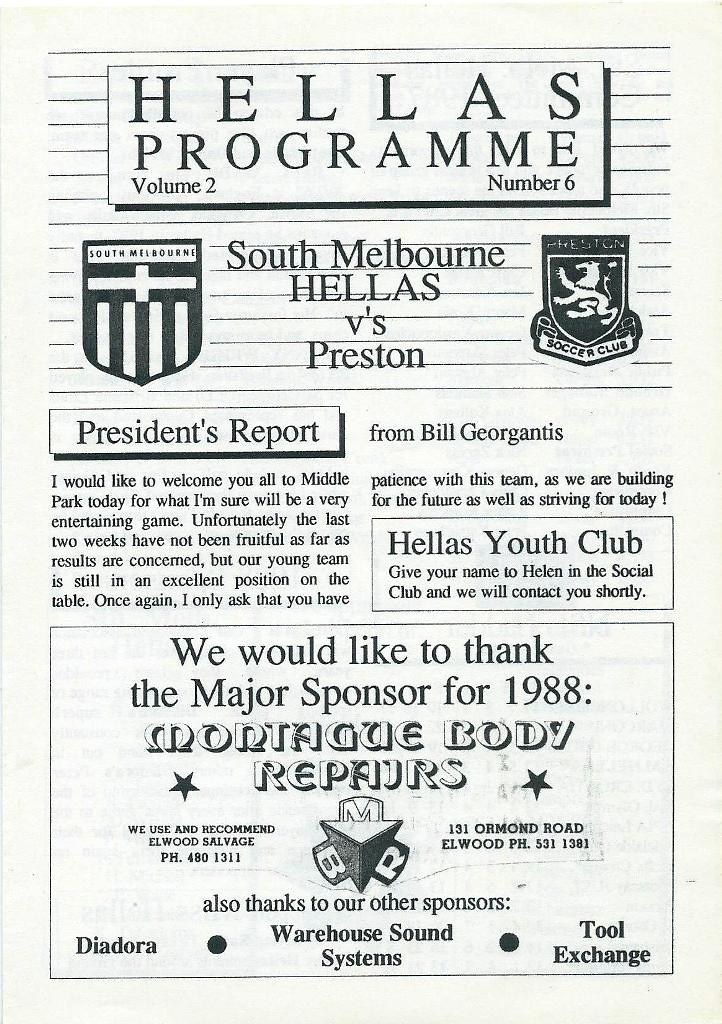 HELLAS
PROGRAMME
Volume 2 Number 6
SOUTH MELBOURNE
South Melbourne
HELLAS
v's
Preston
PRESTON
SOCCER CLUB
President's Report
from Bill Georgantis
I would like to welcome you all to Middle
Park today for what I'm sure will be a very
entertaining game. Unfortunately the last
two weeks have not been fruitful as far as
results are concerned, but our young team
is still in an excellent position on the
table. Once again, I only ask that you have
patience with this team, as we are building
for the future as well as striving for today !
Hellas Youth Club
Give your name to Helen in the Social
Club and we will contact you shortly.
We would like to thank
the Major Sponsor for 1988:
MONTAGUE BODY
REPAIRS
WE USE AND RECOMMEND
ELWOOD SALVAGE
PH. 480 1311
M
B
R
131 ORMOND ROAD
ELWOOD PH. 531 1381
also thanks to our other sponsors:
Diadora
Warehouse Sound
Systems
Tool
Exchange